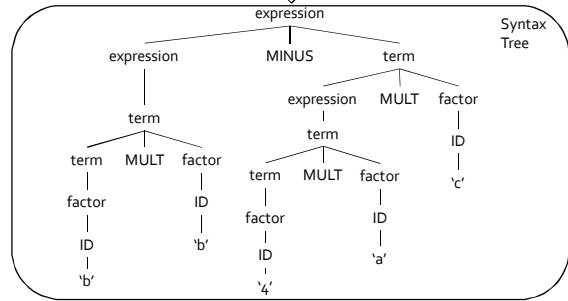 expression
Syntax
Tree
expression MINUS term
expression MULT factor
term
term
ID
term MULT factor
term MULT factor
'c'
factor
ID
factor
ID
ID
'b'
ID
'a'
'b'
'4'